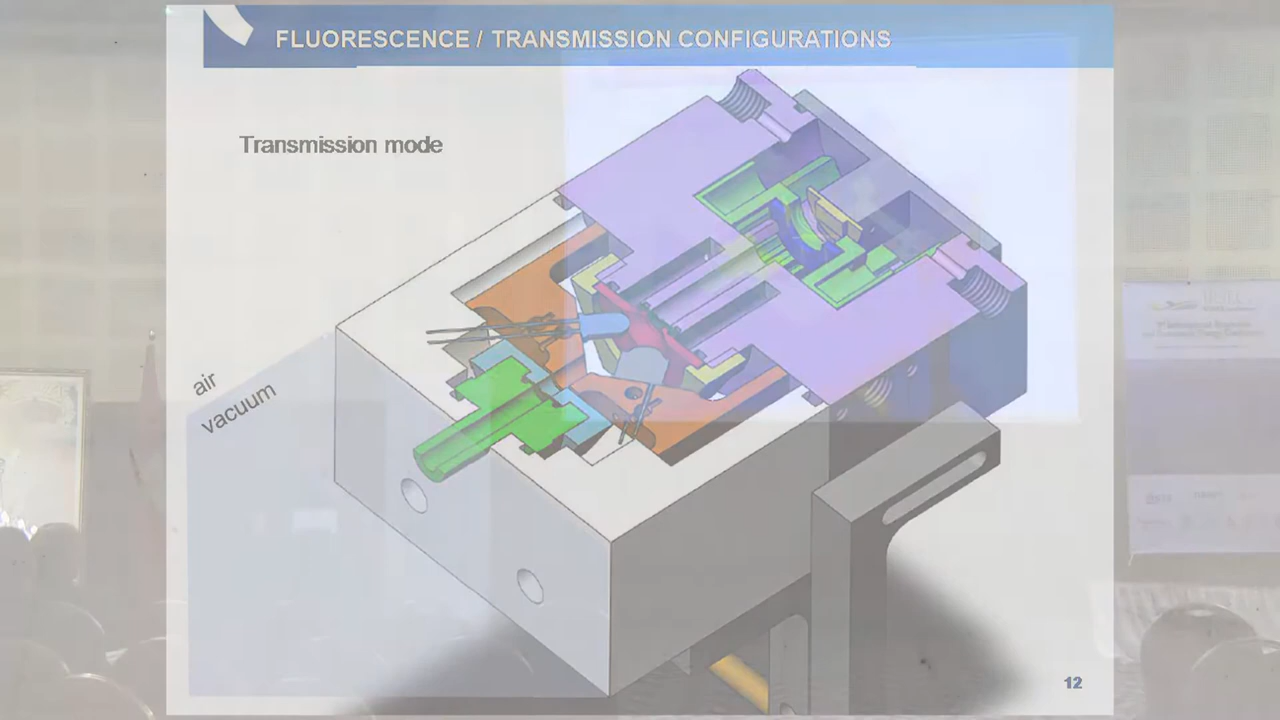 FLUORESCENCE / TRANSMISSION CONFIGURATIONS
Transmission mode
air
vacuum
12